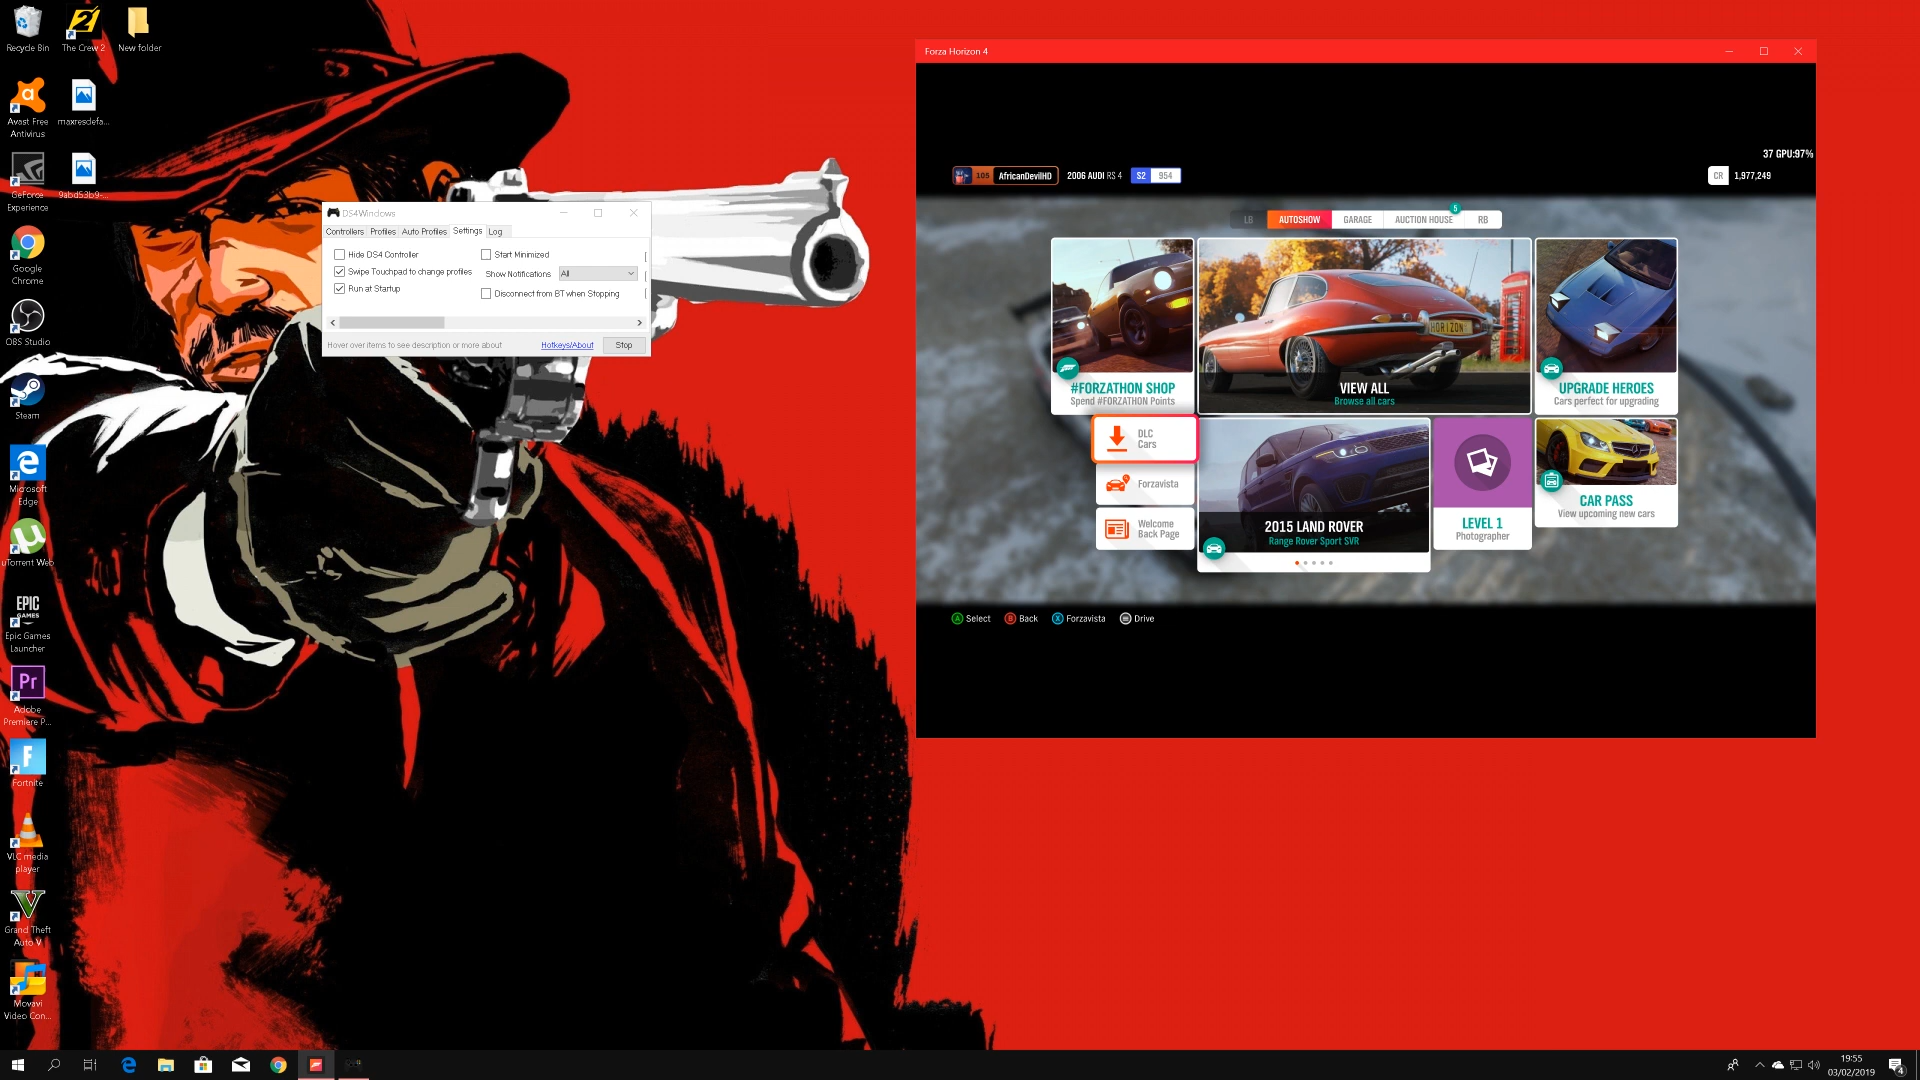 Recycle Bin
The Crew 2
New folder
Avast Free
Antivirus
maxresdefa...
GeForce
Experience
9abd53b9-...
Google
Chrome
OBS Studio
Steam
Microsoft
Edge
uTorrent Web
EPIC
GAMES
Epic Games
Launcher
Pr
Adobe
Premiere P...
Fortnite
VLC media
player
Grand Theft
Auto V
Movavi
Video Con...
DS4Windows
Controllers Profiles Auto Profiles Settings Log
Hide DS4 Controller
Start Minimized
Swipe Touchpad to change profiles
Show Notifications All
Run at Startup
Disconnect from BT when Stopping
Hover over items to see description or more about
Hotkeys/About
Stop
Forza Horizon 4
37 GPU:97%
105 AfricanDevilHD 2006 AUDI RS 4 S2 954
CR 1,977,249
LB AUTOSHOW GARAGE AUCTION HOUSE 5 RB
#FORZATHON SHOP
Spend #FORZATHON Points
HORIZON
VIEW ALL
Browse all cars
UPGRADE HEROES
Cars perfect for upgrading
DLC
Cars
Forzavista
Welcome
Back Page
2015 LAND ROVER
Range Rover Sport SVR
LEVEL 1
Photographer
CAR PASS
View upcoming new cars
A Select B Back X Forzavista Drive
19:55
03/02/2019
4